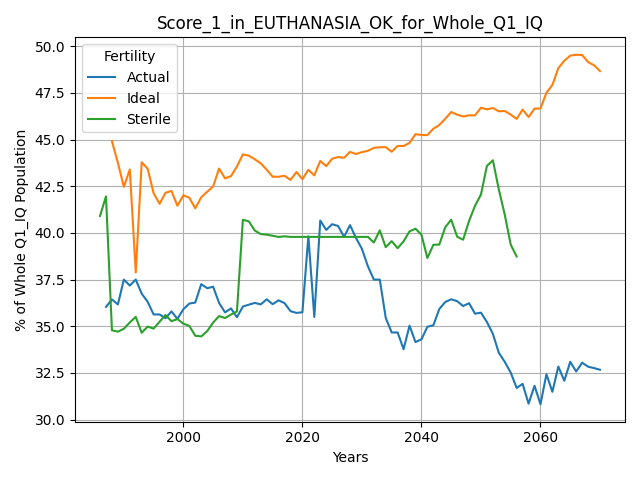 Score_1_in_EUTHANASIA_OK_for_Whole_Q1_IQ
Fertility
Actual
Ideal
Sterile
% of Whole Q1_IQ Population
50.0
47.5
45.0
42.5
40.0
37.5
35.0
32.5
30.0
2000
2020
2040
2060
Years